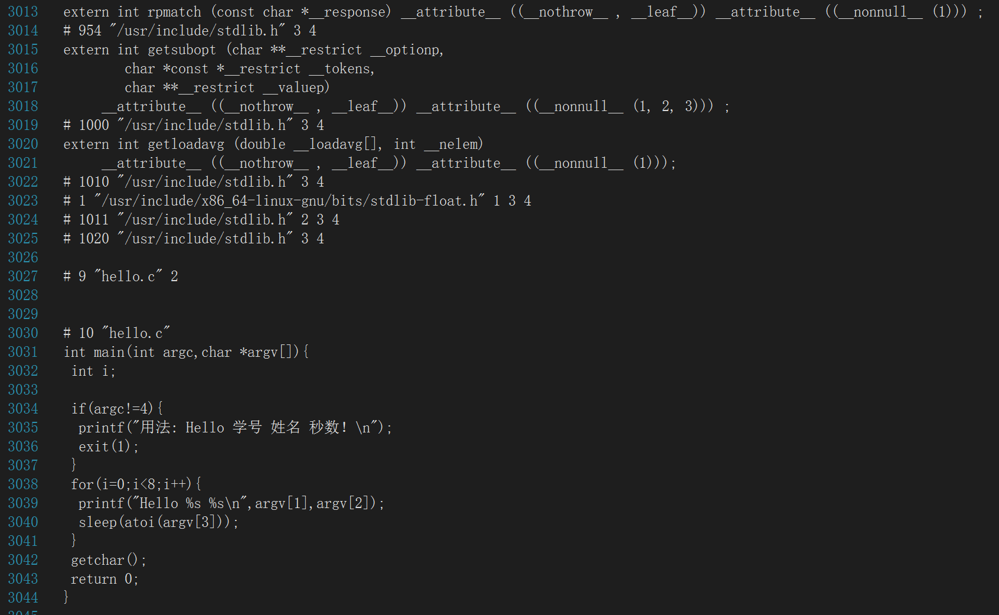 3013 extern int rpmatch (const char *__response) __attribute__ ((__nothrow__ , __leaf__)) __attribute__ ((__nonnull__ (1))) ;
3014 # 954 "/usr/include/stdlib.h" 3 4
3015 extern int getsubopt (char **__restrict __optionp,
3016         char *const *__restrict __tokens,
3017         char **__restrict __valuep)
3018      __attribute__ ((__nothrow__ , __leaf__)) __attribute__ ((__nonnull__ (1, 2, 3))) ;
3019 # 1000 "/usr/include/stdlib.h" 3 4
3020 extern int getloadavg (double __loadavg[], int __nelem)
3021      __attribute__ ((__nothrow__ , __leaf__)) __attribute__ ((__nonnull__ (1)));
3022 # 1010 "/usr/include/stdlib.h" 3 4
3023 # 1 "/usr/include/x86_64-linux-gnu/bits/stdlib-float.h" 1 3 4
3024 # 1011 "/usr/include/stdlib.h" 2 3 4
3025 # 1020 "/usr/include/stdlib.h" 3 4
3026
3027 # 9 "hello.c" 2
3028
3029
3030 # 10 "hello.c"
3031 int main(int argc,char *argv[]){
3032  int i;
3033
3034  if(argc!=4){
3035   printf("用法: Hello 学号 姓名 秒数！\n");
3036   exit(1);
3037  }
3038  for(i=0;i<8;i++){
3039   printf("Hello %s %s\n",argv[1],argv[2]);
3040   sleep(atoi(argv[3]));
3041  }
3042  getchar();
3043  return 0;
3044 }
3045